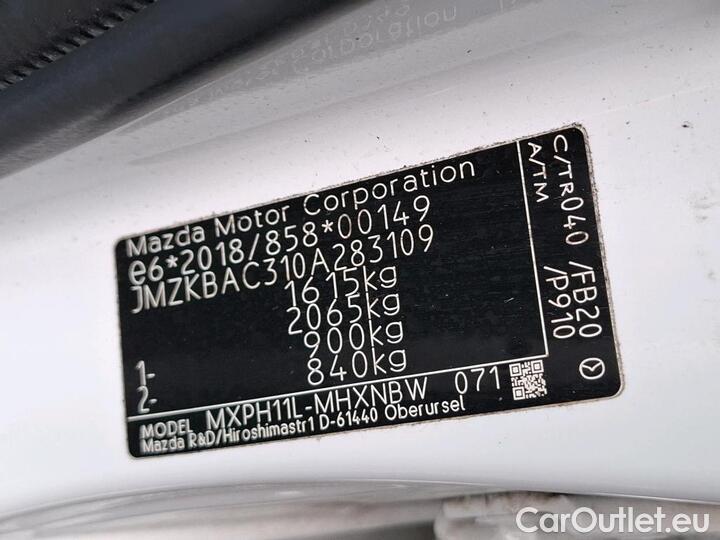 Mazda Motor Corporation
e6*2018/858*00149
JMZKBAC310A283109
1615kg
2065kg
1- 900kg
2- 840kg
MODEL MXPH11L-MHXNBW 071
Mazda R&D/Hiroshimastr1 D-61440 Oberursel
C/TR040 /FB20
A/TM /P910
CarOutlet.eu